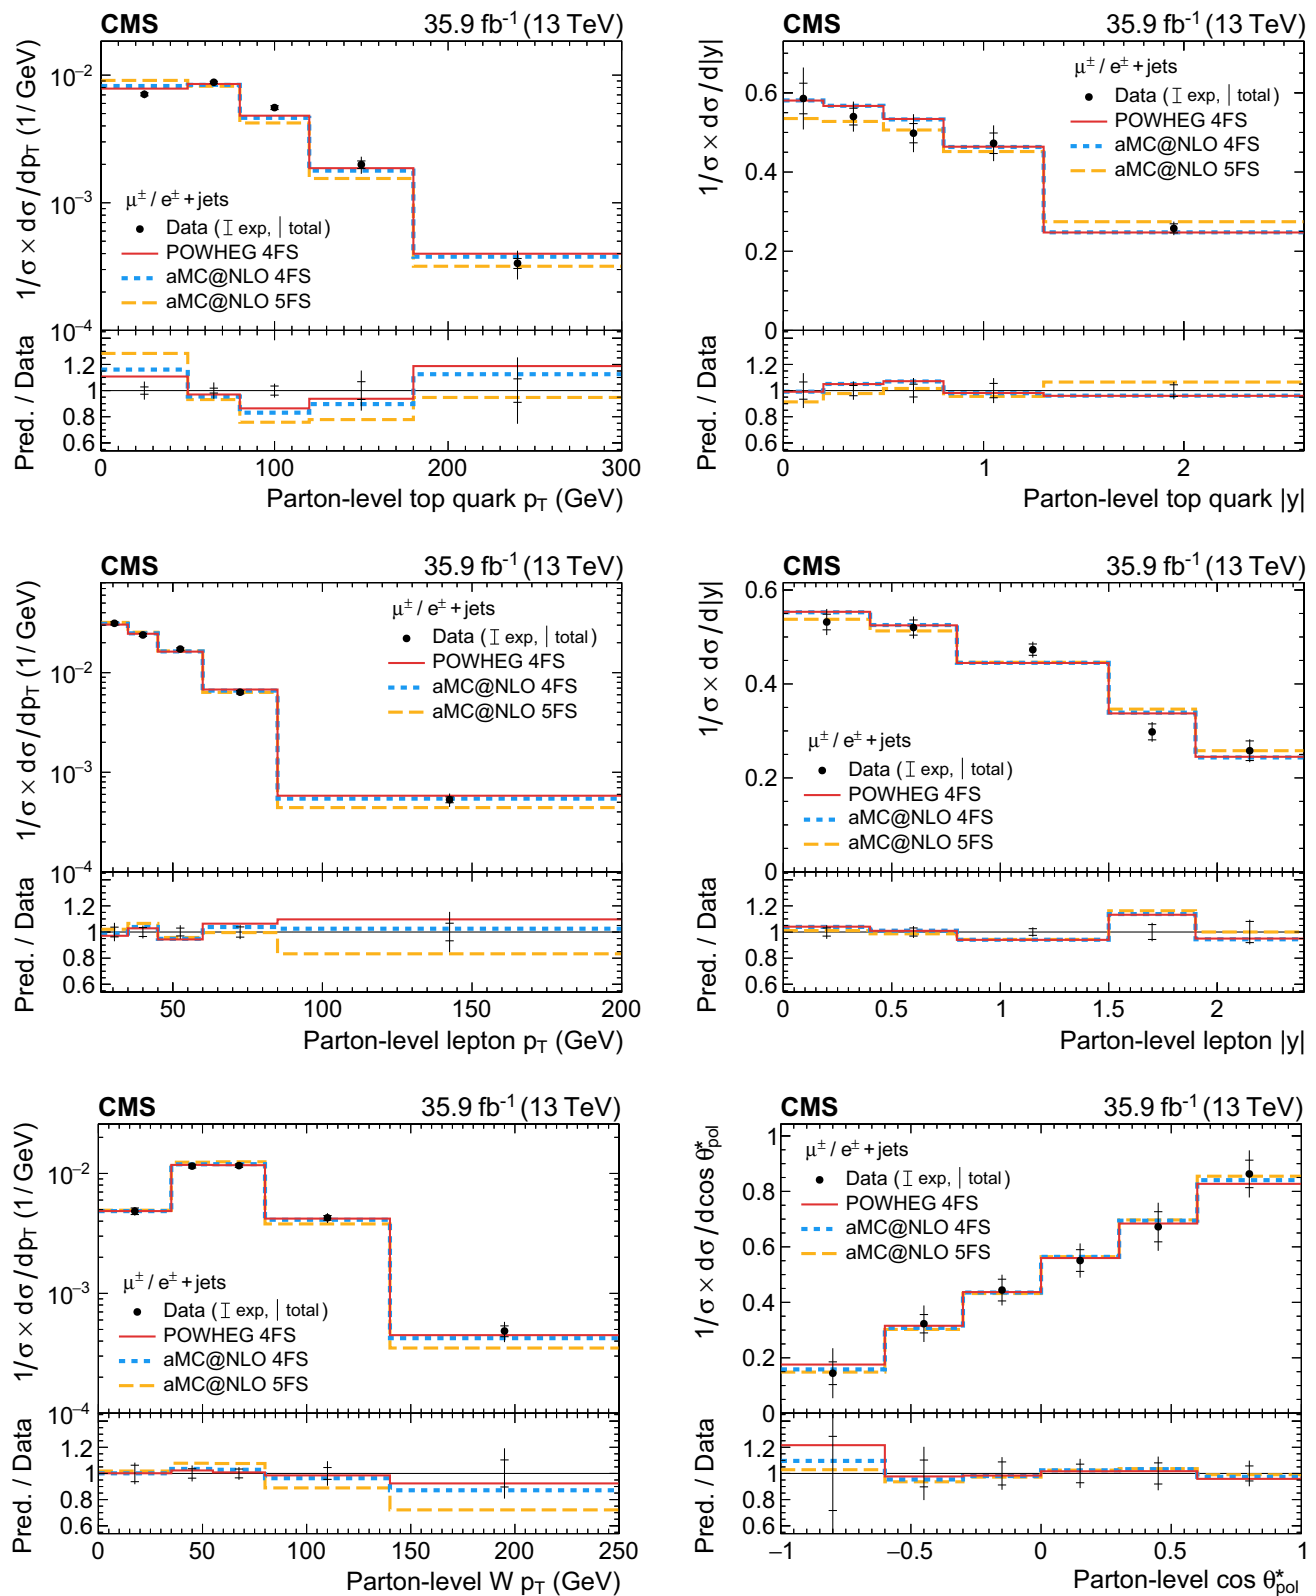 CMS 35.9 fb⁻¹ (13 TeV)
1/σ × dσ/dp_T (1/GeV)
10⁻²
10⁻³
10⁻⁴
μ± / e± + jets
Data (I exp, | total)
POWHEG 4FS
aMC@NLO 4FS
aMC@NLO 5FS
Pred. / Data
1.2
1
0.8
0.6
0 100 200 300
Parton-level top quark p_T (GeV)
CMS 35.9 fb⁻¹ (13 TeV)
1/σ × dσ/d|y|
0.6
0.4
0.2
0
μ± / e± + jets
Data (I exp, | total)
POWHEG 4FS
aMC@NLO 4FS
aMC@NLO 5FS
Pred. / Data
1.2
1
0.8
0.6
0 1 2
Parton-level top quark |y|
CMS 35.9 fb⁻¹ (13 TeV)
1/σ × dσ/dp_T (1/GeV)
10⁻²
10⁻³
10⁻⁴
μ± / e± + jets
Data (I exp, | total)
POWHEG 4FS
aMC@NLO 4FS
aMC@NLO 5FS
Pred. / Data
1.2
1
0.8
0.6
50 100 150 200
Parton-level lepton p_T (GeV)
CMS 35.9 fb⁻¹ (13 TeV)
1/σ × dσ/d|y|
0.6
0.4
0.2
0
μ± / e± + jets
Data (I exp, | total)
POWHEG 4FS
aMC@NLO 4FS
aMC@NLO 5FS
Pred. / Data
1.2
1
0.8
0.6
0 0.5 1 1.5 2
Parton-level lepton |y|
CMS 35.9 fb⁻¹ (13 TeV)
1/σ × dσ/dp_T (1/GeV)
10⁻²
10⁻³
10⁻⁴
μ± / e± + jets
Data (I exp, | total)
POWHEG 4FS
aMC@NLO 4FS
aMC@NLO 5FS
Pred. / Data
1.2
1
0.8
0.6
0 50 100 150 200 250
Parton-level W p_T (GeV)
CMS 35.9 fb⁻¹ (13 TeV)
1/σ × dσ/dcos θ*_pol
1
0.8
0.6
0.4
0.2
0
μ± / e± + jets
Data (I exp, | total)
POWHEG 4FS
aMC@NLO 4FS
aMC@NLO 5FS
Pred. / Data
1.2
1
0.8
0.6
−1 −0.5 0 0.5 1
Parton-level cos θ*_pol